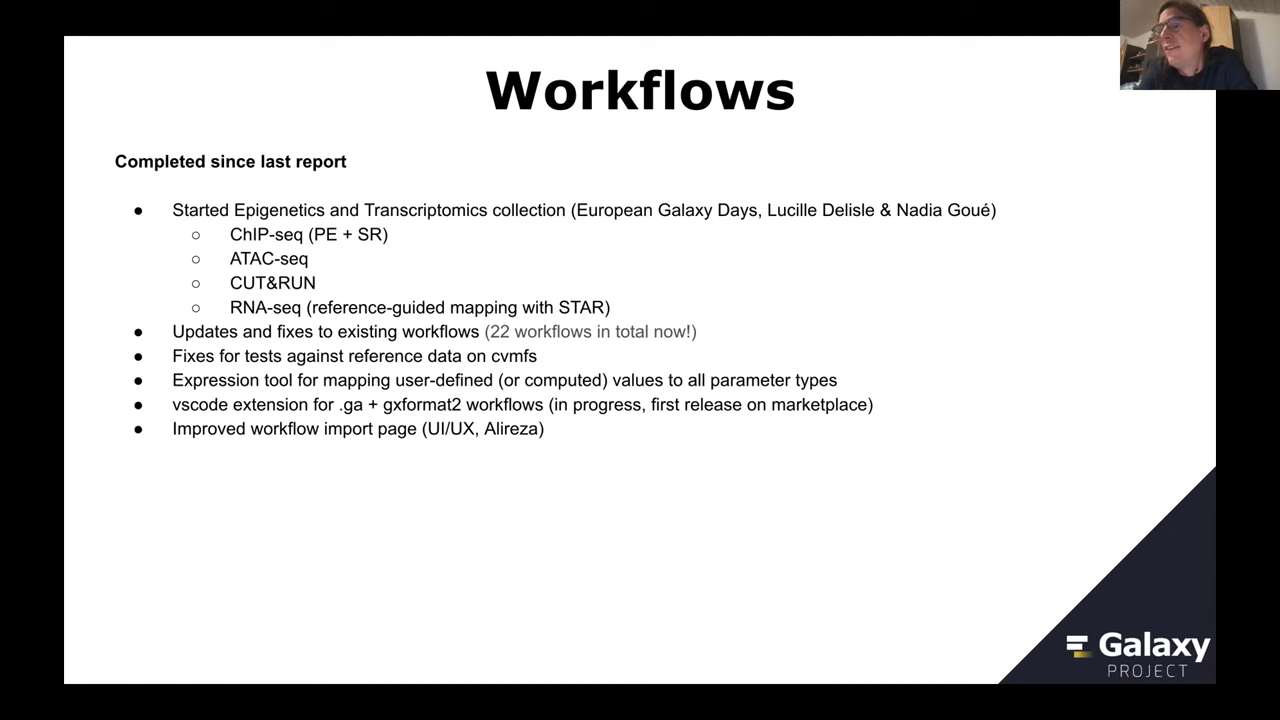 Workflows
Completed since last report
● Started Epigenetics and Transcriptomics collection (European Galaxy Days, Lucille Delisle & Nadia Goué)
○ ChIP-seq (PE + SR)
○ ATAC-seq
○ CUT&RUN
○ RNA-seq (reference-guided mapping with STAR)
● Updates and fixes to existing workflows (22 workflows in total now!)
● Fixes for tests against reference data on cvmfs
● Expression tool for mapping user-defined (or computed) values to all parameter types
● vscode extension for .ga + gxformat2 workflows (in progress, first release on marketplace)
● Improved workflow import page (UI/UX, Alireza)
Galaxy
PROJECT